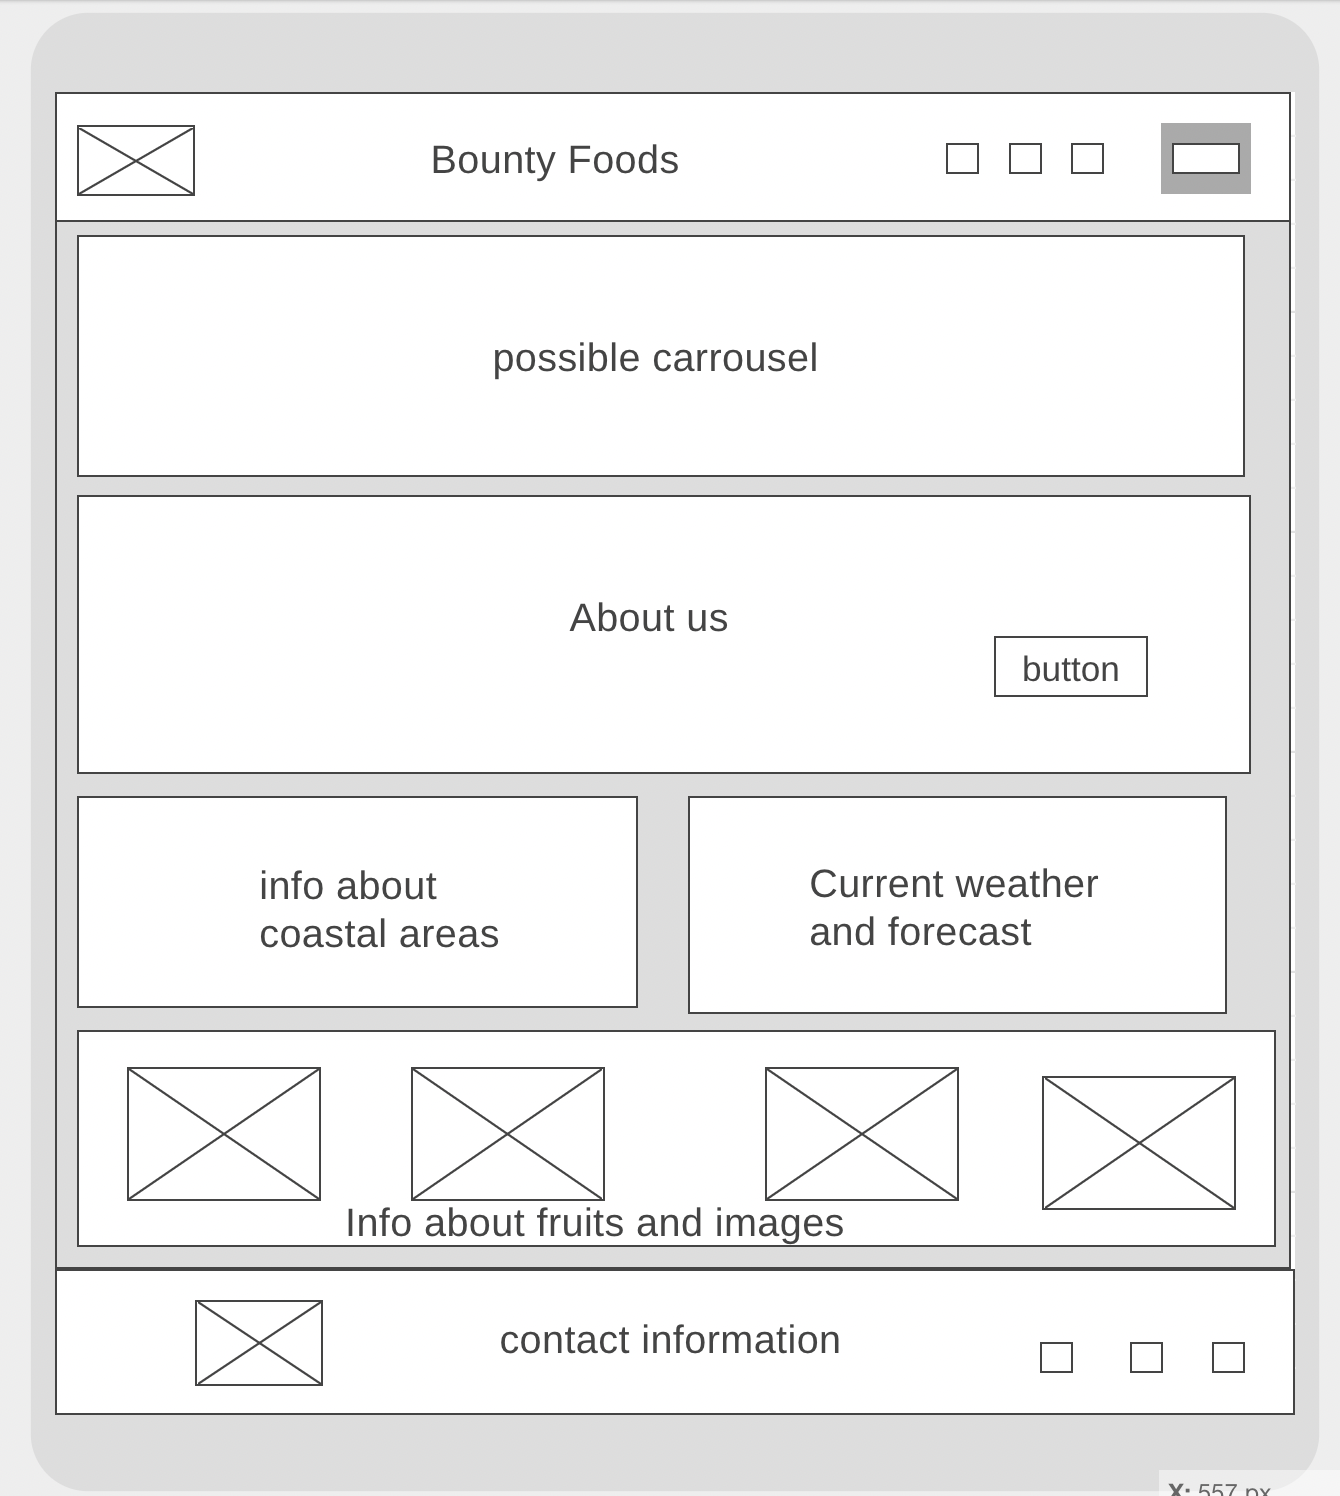 Bounty Foods
possible carrousel
About us
button
info about
coastal areas
Current weather
and forecast
Info about fruits and images
contact information
X: 557 px